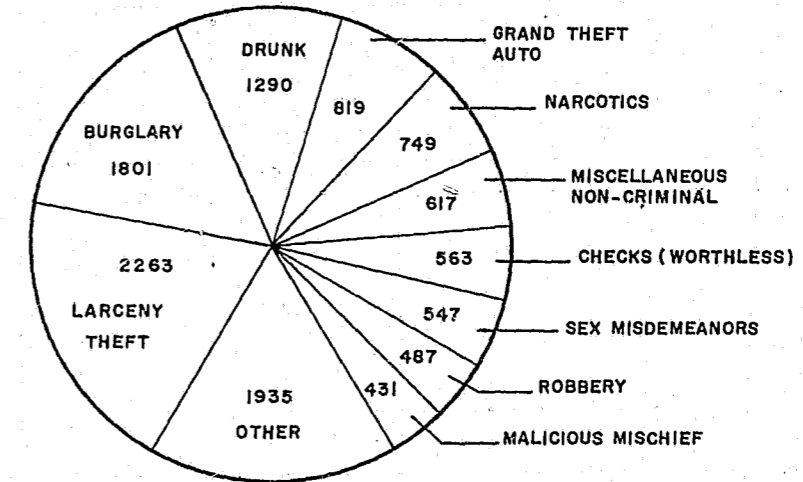 DRUNK
1290
GRAND THEFT
AUTO
819
NARCOTICS
749
MISCELLANEOUS
NON-CRIMINAL
617
CHECKS (WORTHLESS)
563
SEX MISDEMEANORS
547
ROBBERY
487
MALICIOUS MISCHIEF
431
1935
OTHER
2263
LARCENY
THEFT
BURGLARY
1801